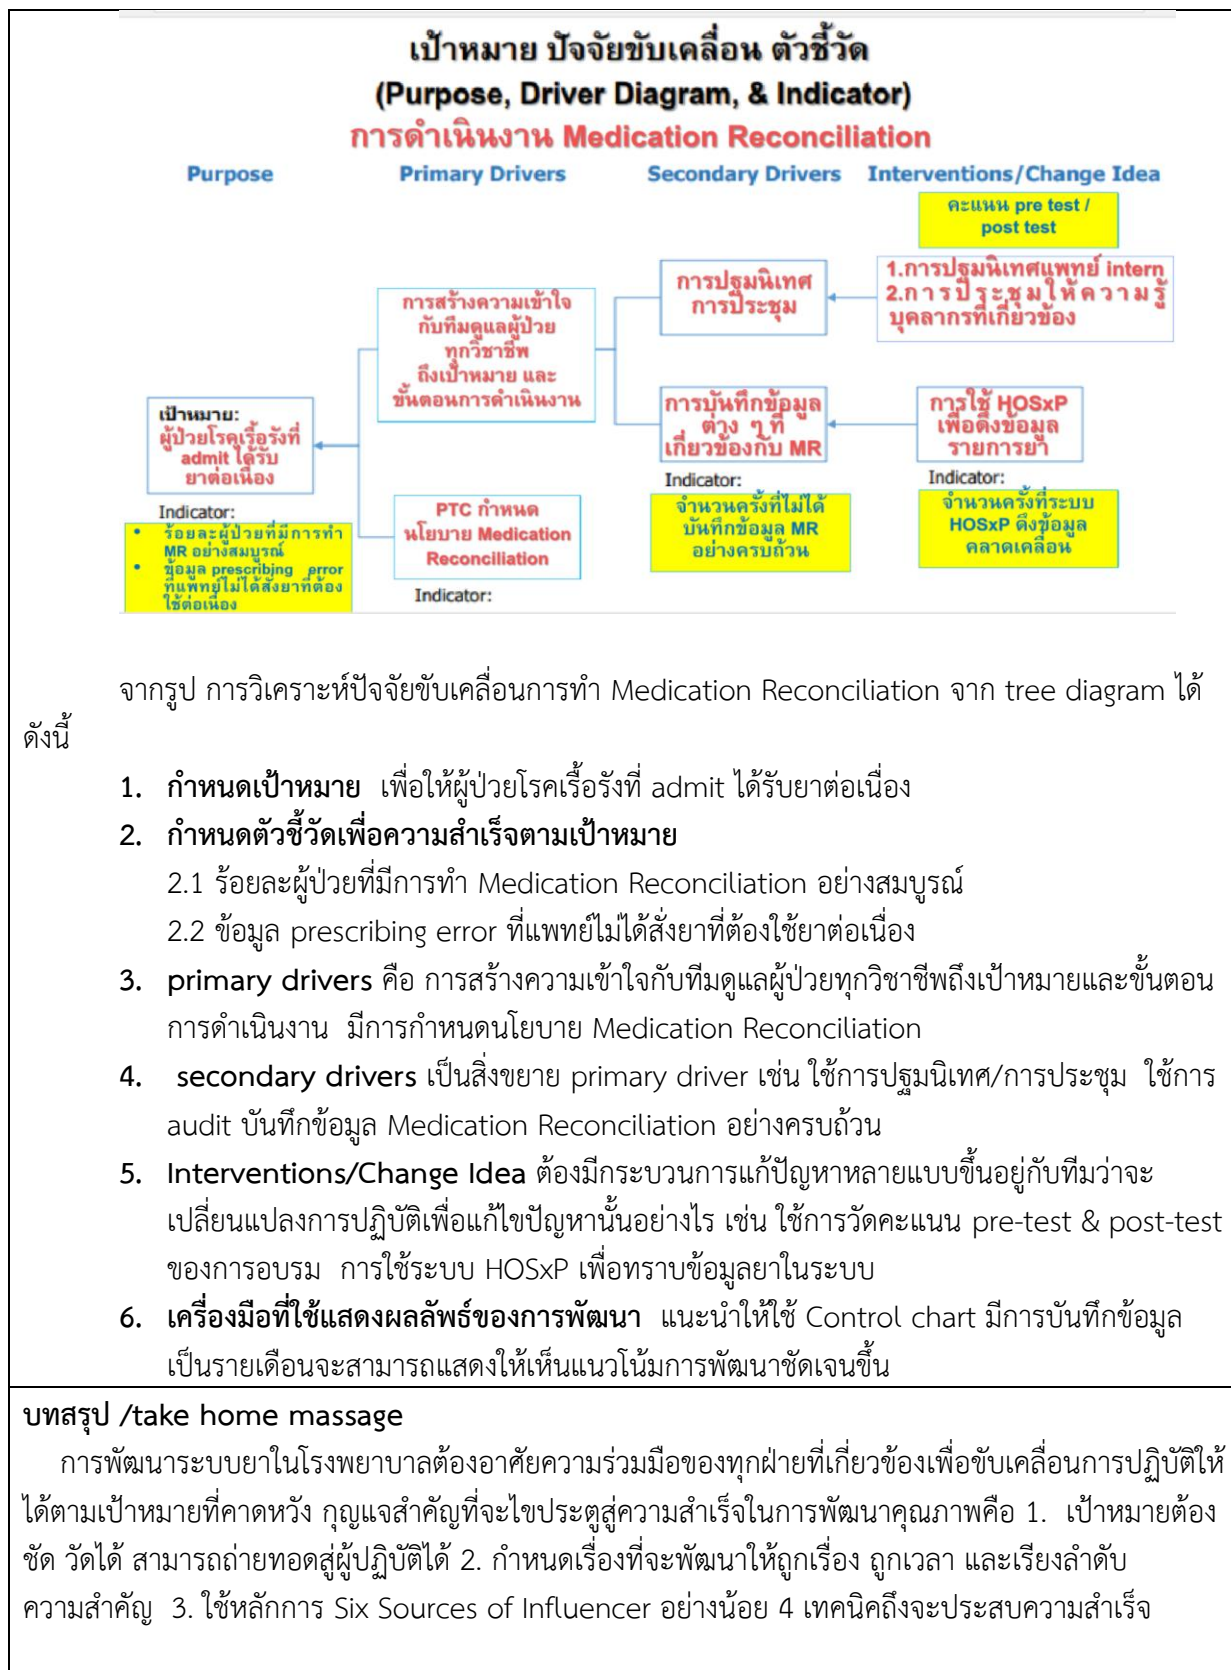 เป้าหมาย ปัจจัยขับเคลื่อน ตัวชี้วัด
(Purpose, Driver Diagram, & Indicator)
การดำเนินงาน Medication Reconciliation
Purpose
Primary Drivers
Secondary Drivers
Interventions/Change Idea
คะแนน pre test /
post test
การปฐมนิเทศ
การประชุม
1.การปฐมนิเทศแพทย์ intern
2.การประชุมให้ความรู้
บุคลากรที่เกี่ยวข้อง
การสร้างความเข้าใจ
กับทีมดูแลผู้ป่วย
ทุกวิชาชีพ
ถึงเป้าหมาย และ
ขั้นตอนการดำเนินงาน
เป้าหมาย:
ผู้ป่วยโรคเรื้อรังที่
admit ได้รับ
ยาต่อเนื่อง
การบันทึกข้อมูล
ต่าง ๆ ที่
เกี่ยวข้องกับ MR
การใช้ HOSxP
เพื่อดึงข้อมูล
รายการยา
Indicator:
• ร้อยละผู้ป่วยที่มีการทำ
MR อย่างสมบูรณ์
• ข้อมูล prescribing error
ที่แพทย์ไม่ได้สั่งยาที่ต้อง
ใช้ต่อเนื่อง
PTC กำหนด
นโยบาย Medication
Reconciliation
Indicator:
Indicator:
จำนวนครั้งที่ไม่ได้
บันทึกข้อมูล MR
อย่างครบถ้วน
Indicator:
จำนวนครั้งที่ระบบ
HOSxP ดึงข้อมูล
คลาดเคลื่อน
จากรูป การวิเคราะห์ปัจจัยขับเคลื่อนการทำ Medication Reconciliation จาก tree diagram ได้
ดังนี้
1. กำหนดเป้าหมาย เพื่อให้ผู้ป่วยโรคเรื้อรังที่ admit ได้รับยาต่อเนื่อง
2. กำหนดตัวชี้วัดเพื่อความสำเร็จตามเป้าหมาย
2.1 ร้อยละผู้ป่วยที่มีการทำ Medication Reconciliation อย่างสมบูรณ์
2.2 ข้อมูล prescribing error ที่แพทย์ไม่ได้สั่งยาที่ต้องใช้ยาต่อเนื่อง
3. primary drivers คือ การสร้างความเข้าใจกับทีมดูแลผู้ป่วยทุกวิชาชีพถึงเป้าหมายและขั้นตอน
การดำเนินงาน มีการกำหนดนโยบาย Medication Reconciliation
4. secondary drivers เป็นสิ่งขยาย primary driver เช่น ใช้การปฐมนิเทศ/การประชุม ใช้การ
audit บันทึกข้อมูล Medication Reconciliation อย่างครบถ้วน
5. Interventions/Change Idea ต้องมีกระบวนการแก้ปัญหาหลายแบบขึ้นอยู่กับทีมว่าจะ
เปลี่ยนแปลงการปฏิบัติเพื่อแก้ไขปัญหานั้นอย่างไร เช่น ใช้การวัดคะแนน pre-test & post-test
ของการอบรม การใช้ระบบ HOSxP เพื่อทราบข้อมูลยาในระบบ
6. เครื่องมือที่ใช้แสดงผลลัพธ์ของการพัฒนา แนะนำให้ใช้ Control chart มีการบันทึกข้อมูล
เป็นรายเดือนจะสามารถแสดงให้เห็นแนวโน้มการพัฒนาชัดเจนขึ้น
บทสรุป /take home massage
การพัฒนาระบบยาในโรงพยาบาลต้องอาศัยความร่วมมือของทุกฝ่ายที่เกี่ยวข้องเพื่อขับเคลื่อนการปฏิบัติให้
ได้ตามเป้าหมายที่คาดหวัง กุญแจสำคัญที่จะไขประตูสู่ความสำเร็จในการพัฒนาคุณภาพคือ 1. เป้าหมายต้อง
ชัด วัดได้ สามารถถ่ายทอดสู่ผู้ปฏิบัติได้ 2. กำหนดเรื่องที่จะพัฒนาให้ถูกเรื่อง ถูกเวลา และเรียงลำดับ
ความสำคัญ 3. ใช้หลักการ Six Sources of Influencer อย่างน้อย 4 เทคนิคถึงจะประสบความสำเร็จ